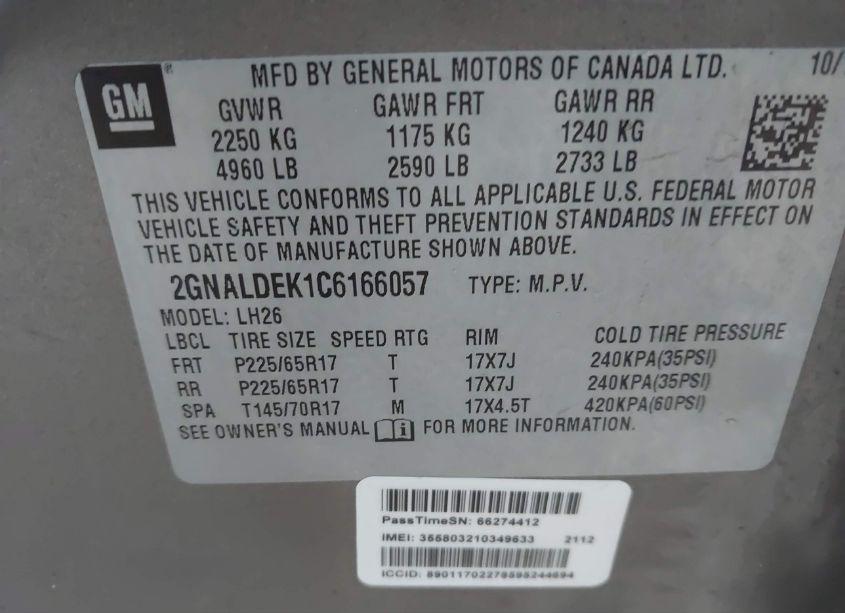 GM
MFD BY GENERAL MOTORS OF CANADA LTD. 10/
GVWR GAWR FRT GAWR RR
2250 KG 1175 KG 1240 KG
4960 LB 2590 LB 2733 LB
THIS VEHICLE CONFORMS TO ALL APPLICABLE U.S. FEDERAL MOTOR
VEHICLE SAFETY AND THEFT PREVENTION STANDARDS IN EFFECT ON
THE DATE OF MANUFACTURE SHOWN ABOVE.
2GNALDEK1C6166057 TYPE: M.P.V.
MODEL: LH26
LBCL TIRE SIZE SPEED RTG RIM COLD TIRE PRESSURE
FRT P225/65R17 T 17X7J 240KPA(35PSI)
RR P225/65R17 T 17X7J 240KPA(35PSI)
SPA T145/70R17 M 17X4.5T 420KPA(60PSI)
SEE OWNER'S MANUAL FOR MORE INFORMATION.
PassTimeSN: 66274412
IMEI: 355803210349633 2112
ICCID: 89011702278595244694